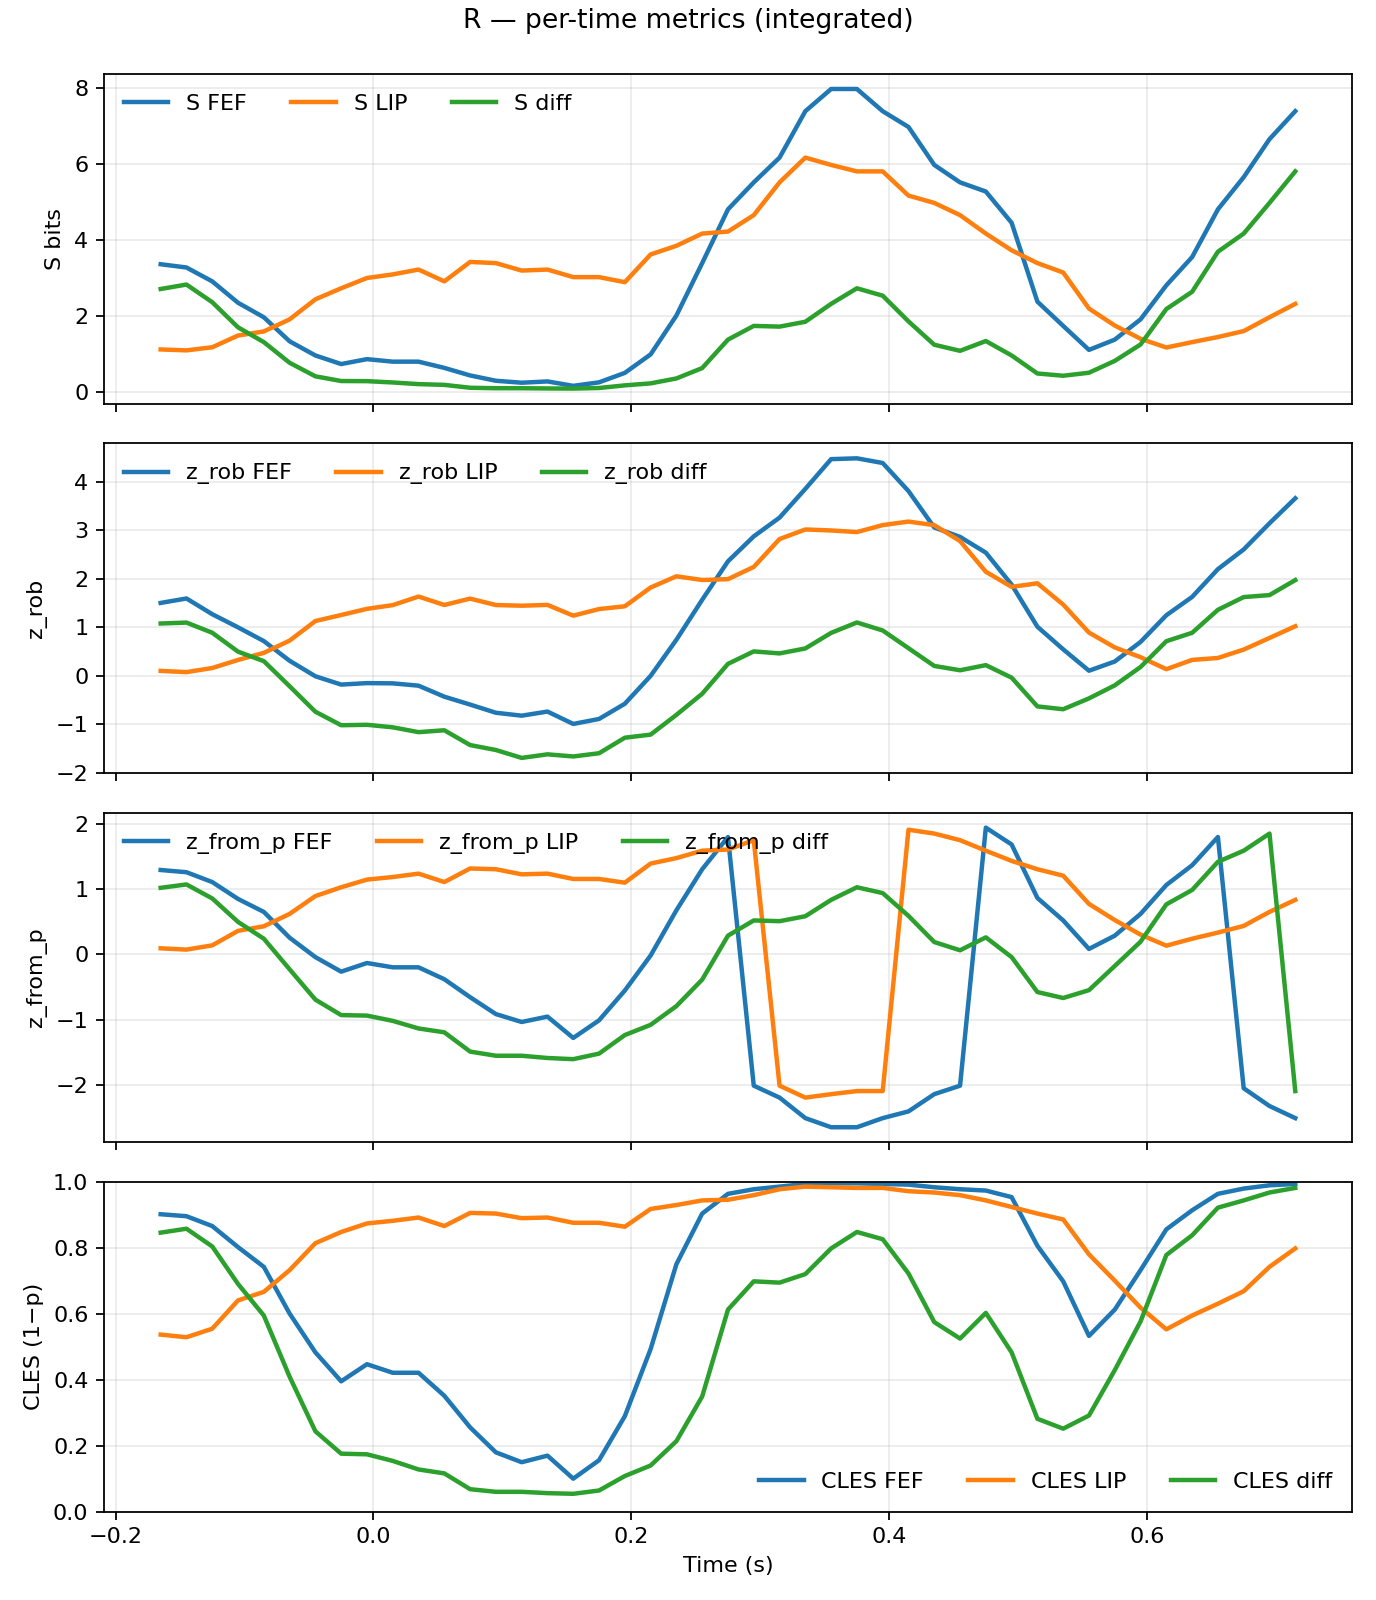 R — per-time metrics (integrated)
S FEF S LIP S diff
8
6
4
2
0
S bits
z_rob FEF z_rob LIP z_rob diff
4
3
2
1
0
−1
−2
z_rob
z_from_p FEF z_from_p LIP z_from_p diff
2
1
0
−1
−2
z_from_p
1.0
0.8
0.6
0.4
0.2
0.0
CLES (1−p)
CLES FEF CLES LIP CLES diff
−0.2 0.0 0.2 0.4 0.6
Time (s)